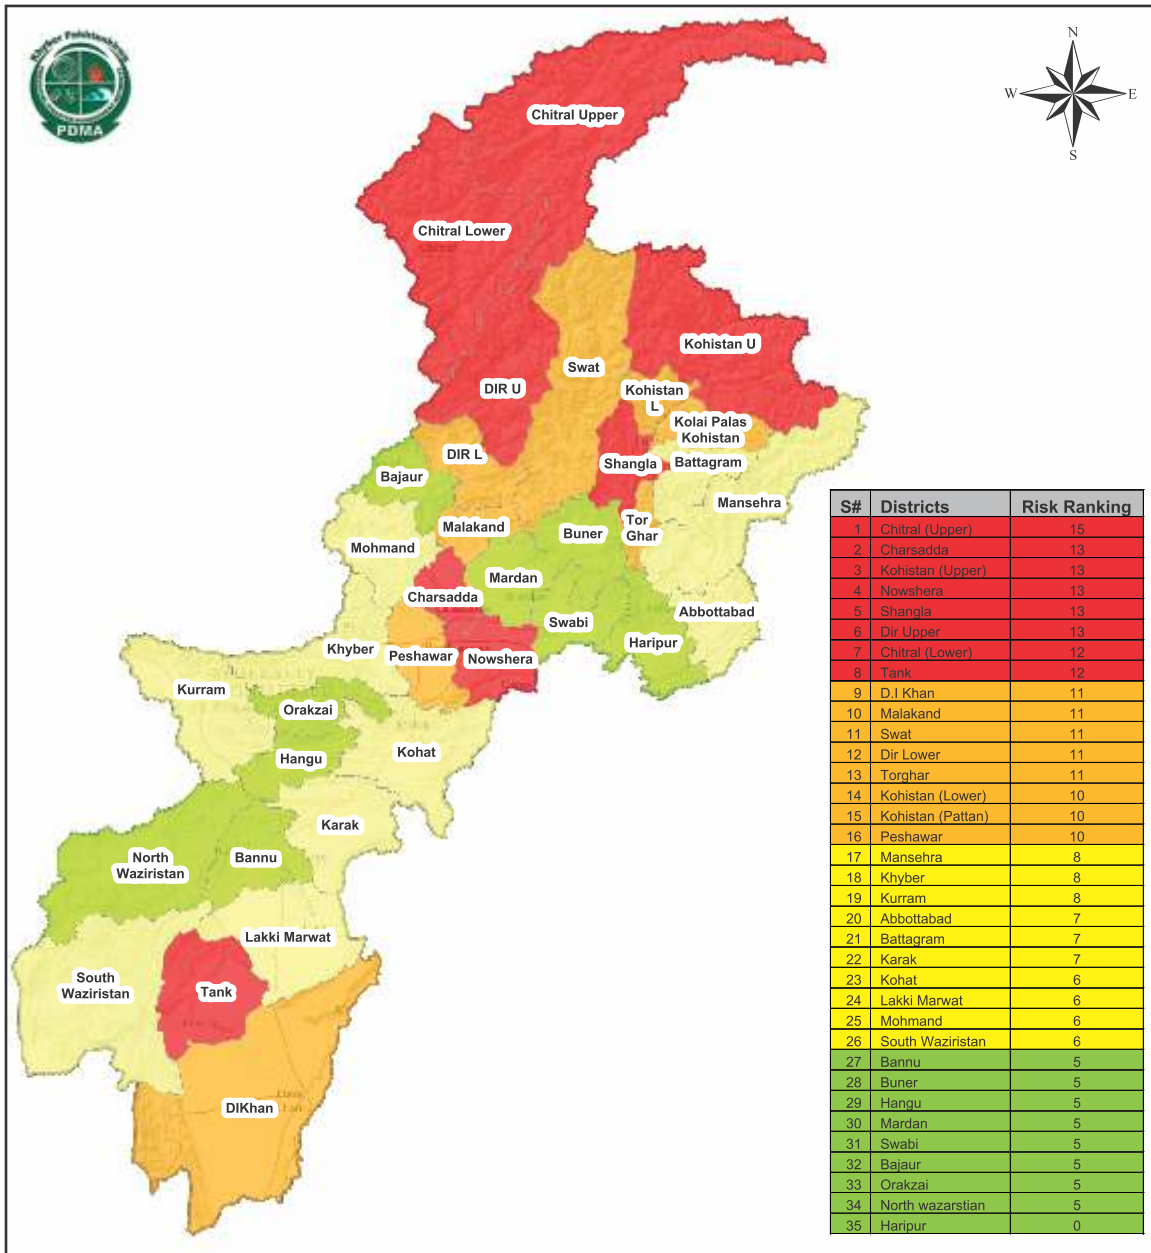 Khyber Pakhtunkhwa
PDMA
N
W E
S
Chitral Upper
Chitral Lower
Kohistan U
Swat
DIR U
Kohistan
L
Kolai Palas
Kohistan
DIR L
Shangla
Battagram
Bajaur
Mansehra
Malakand
Buner
Tor
Ghar
Mohmand
Mardan
Charsadda
Abbottabad
Swabi
Haripur
Khyber
Peshawar
Nowshera
Kurram
Orakzai
Kohat
Hangu
Karak
North
Waziristan
Bannu
Lakki Marwat
South
Waziristan
Tank
DIKhan
S# Districts Risk Ranking
1 Chitral (Upper) 15
2 Charsadda 13
3 Kohistan (Upper) 13
4 Nowshera 13
5 Shangla 13
6 Dir Upper 13
7 Chitral (Lower) 12
8 Tank 12
9 D.I Khan 11
10 Malakand 11
11 Swat 11
12 Dir Lower 11
13 Torghar 11
14 Kohistan (Lower) 10
15 Kohistan (Pattan) 10
16 Peshawar 10
17 Mansehra 8
18 Khyber 8
19 Kurram 8
20 Abbottabad 7
21 Battagram 7
22 Karak 7
23 Kohat 6
24 Lakki Marwat 6
25 Mohmand 6
26 South Waziristan 6
27 Bannu 5
28 Buner 5
29 Hangu 5
30 Mardan 5
31 Swabi 5
32 Bajaur 5
33 Orakzai 5
34 North wazarstian 5
35 Haripur 0